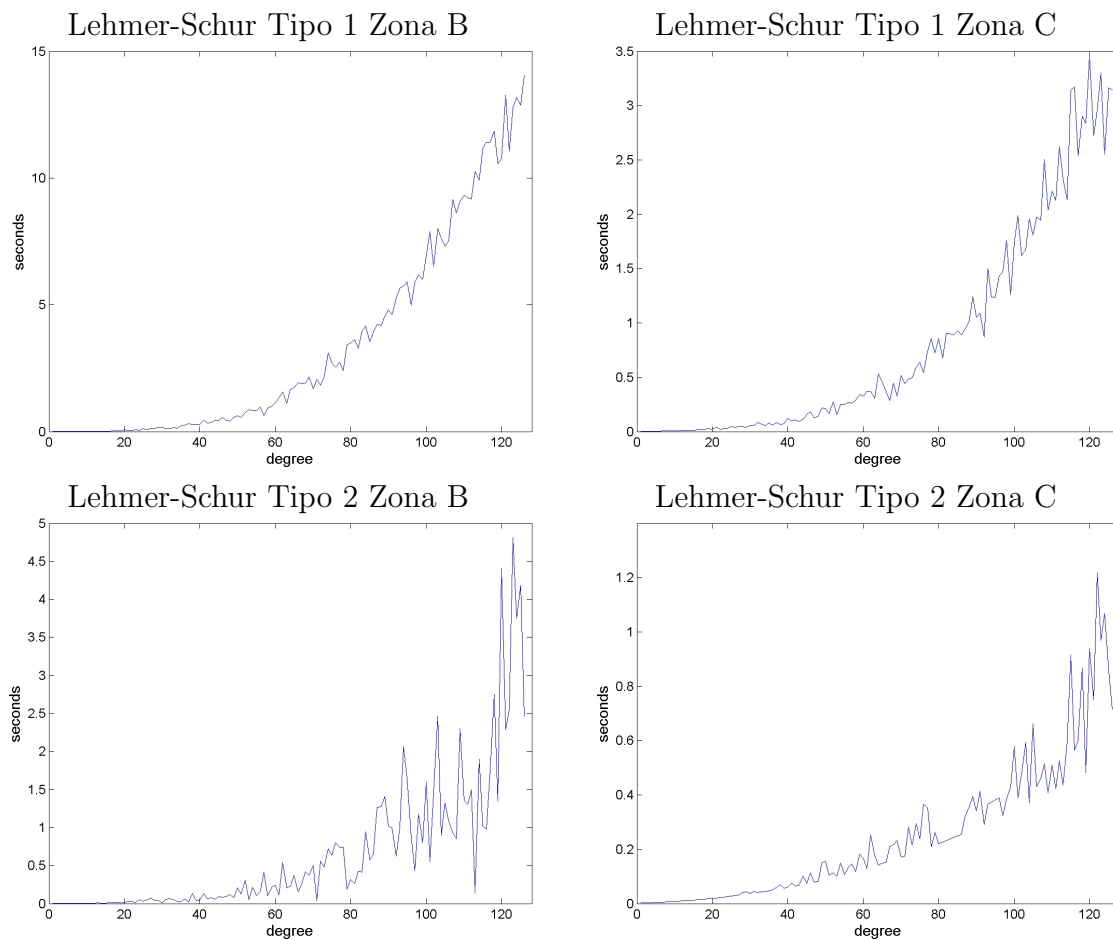 Lehmer-Schur Tipo 1 Zona B
15
10
5
0
seconds
0 20 40 60 80 100 120
degree
Lehmer-Schur Tipo 1 Zona C
3.5
3
2.5
2
1.5
1
0.5
0
seconds
0 20 40 60 80 100 120
degree
Lehmer-Schur Tipo 2 Zona B
5
4.5
4
3.5
3
2.5
2
1.5
1
0.5
0
seconds
0 20 40 60 80 100 120
degree
Lehmer-Schur Tipo 2 Zona C
1.2
1
0.8
0.6
0.4
0.2
0
seconds
0 20 40 60 80 100 120
degree